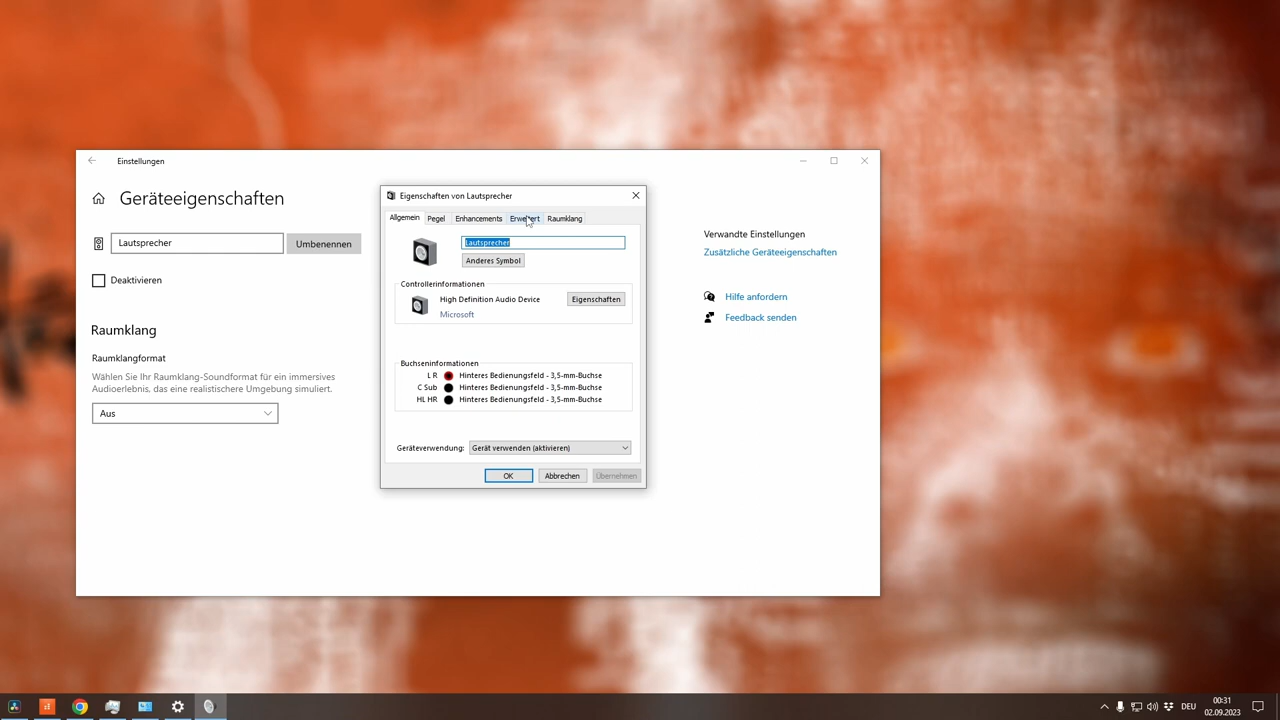 Einstellungen
Geräteeigenschaften
Lautsprecher
Umbenennen
Deaktivieren
Raumklang
Raumklangformat
Wählen Sie Ihr Raumklang-Soundformat für ein immersives
Audioerlebnis, das eine realistischere Umgebung simuliert.
Aus
Eigenschaften von Lautsprecher
Allgemein Pegel Enhancements Erweitert Raumklang
Lautsprecher
Anderes Symbol
Controllerinformationen
High Definition Audio Device
Eigenschaften
Microsoft
Buchseninformationen
L R Hinteres Bedienungsfeld - 3,5-mm-Buchse
C Sub Hinteres Bedienungsfeld - 3,5-mm-Buchse
HL HR Hinteres Bedienungsfeld - 3,5-mm-Buchse
Geräteverwendung: Gerät verwenden (aktivieren)
OK Abbrechen Übernehmen
Verwandte Einstellungen
Zusätzliche Geräteeigenschaften
Hilfe anfordern
Feedback senden
DEU
00:31
02.09.2023